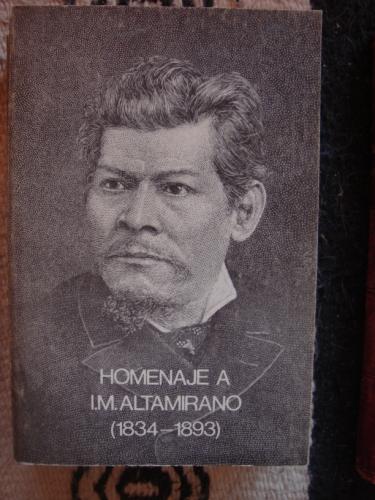 HOMENAJE A
I.M. ALTAMIRANO
(1834-1893)